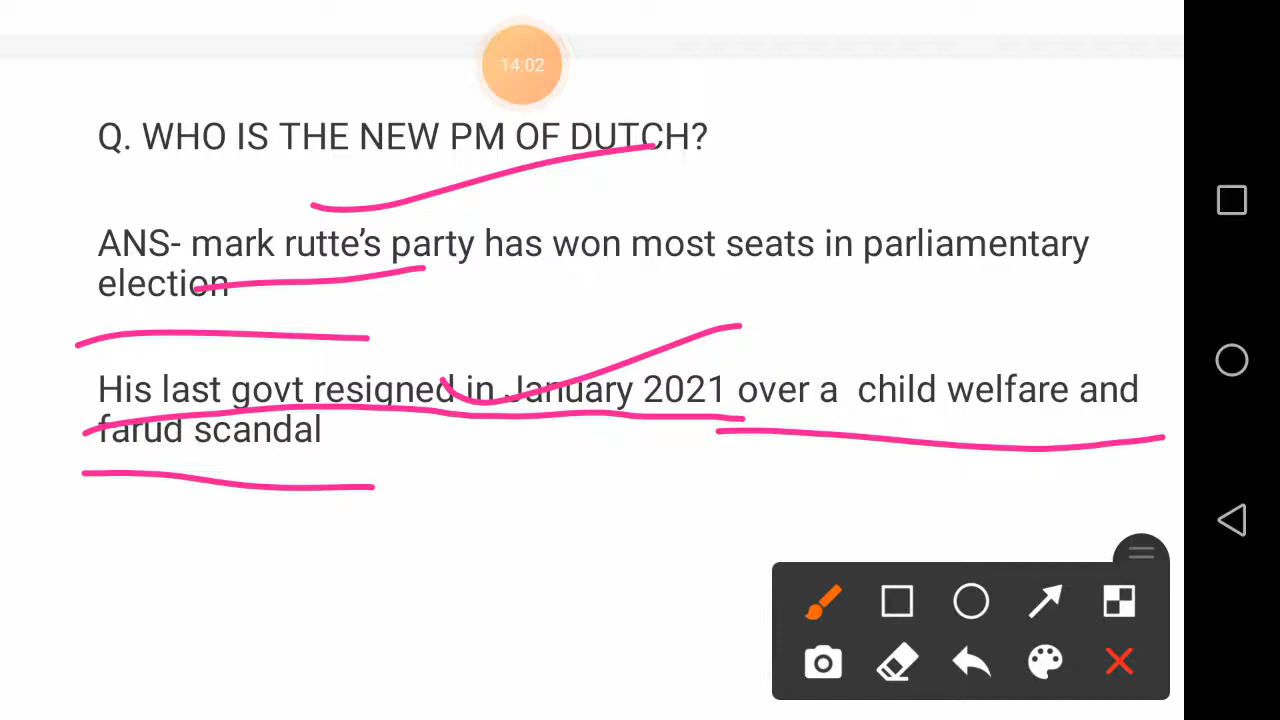 14:02
Q. WHO IS THE NEW PM OF DUTCH?
ANS- mark rutte's party has won most seats in parliamentary
election
His last govt resigned in January 2021 over a  child welfare and
farud scandal